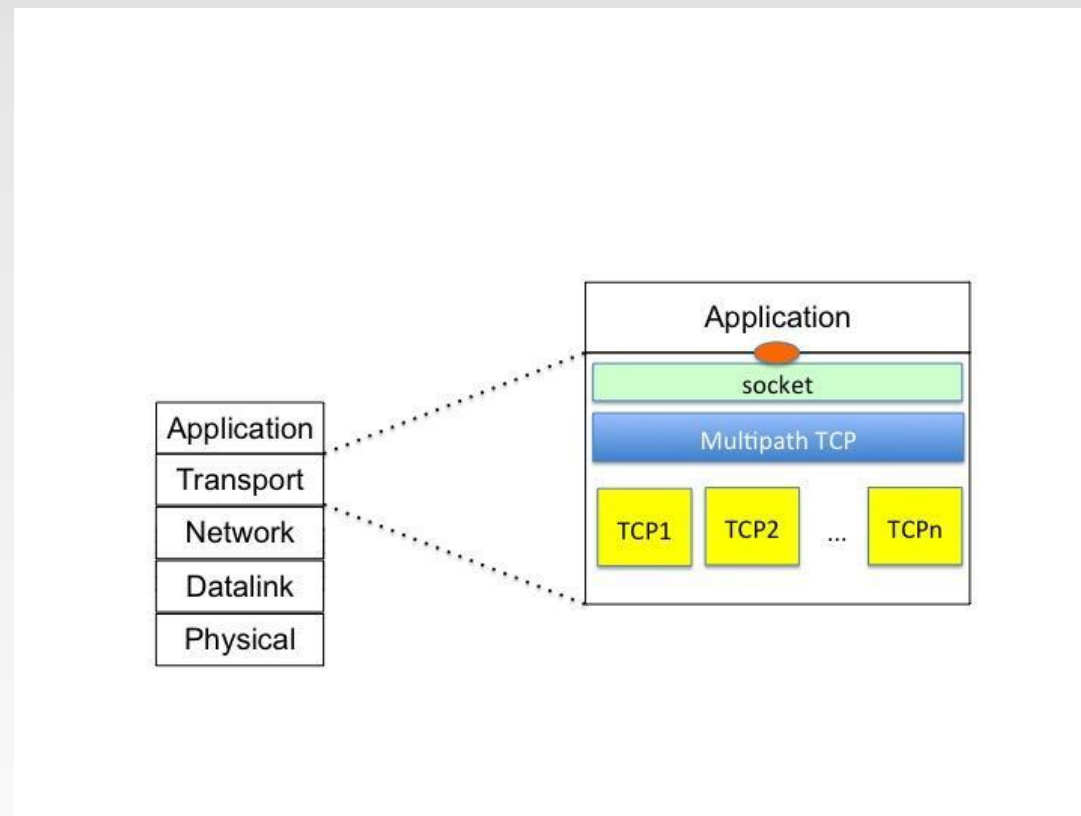 Application
Transport
Network
Datalink
Physical
Application
socket
Multipath TCP
TCP1 TCP2 ... TCPn